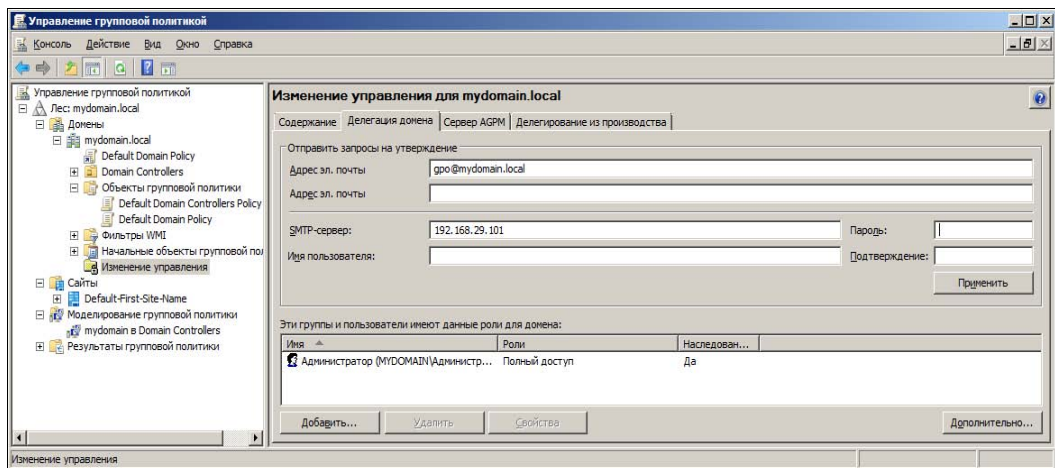 Управление групповой политикой
Консоль Действие Вид Окно Справка
Управление групповой политикой
Лес: mydomain.local
Домены
mydomain.local
Default Domain Policy
Domain Controllers
Объекты групповой политики
Default Domain Controllers Policy
Default Domain Policy
Фильтры WMI
Начальные объекты групповой пол
Изменение управления
Сайты
Default-First-Site-Name
Моделирование групповой политики
mydomain в Domain Controllers
Результаты групповой политики
Изменение управления для mydomain.local
Содержание Делегация домена Сервер AGPM Делегирование из производства
Отправить запросы на утверждение
Адрес эл. почты gpo@mydomain.local
Адрес эл. почты
SMTP-сервер: 192.168.29.101 Пароль:
Имя пользователя: Подтверждение:
Применить
Эти группы и пользователи имеют данные роли для домена:
Имя Роли Наследован...
Администратор (MYDOMAIN\Администр... Полный доступ Да
Добавить... Удалить Свойства Дополнительно...
Изменение управления